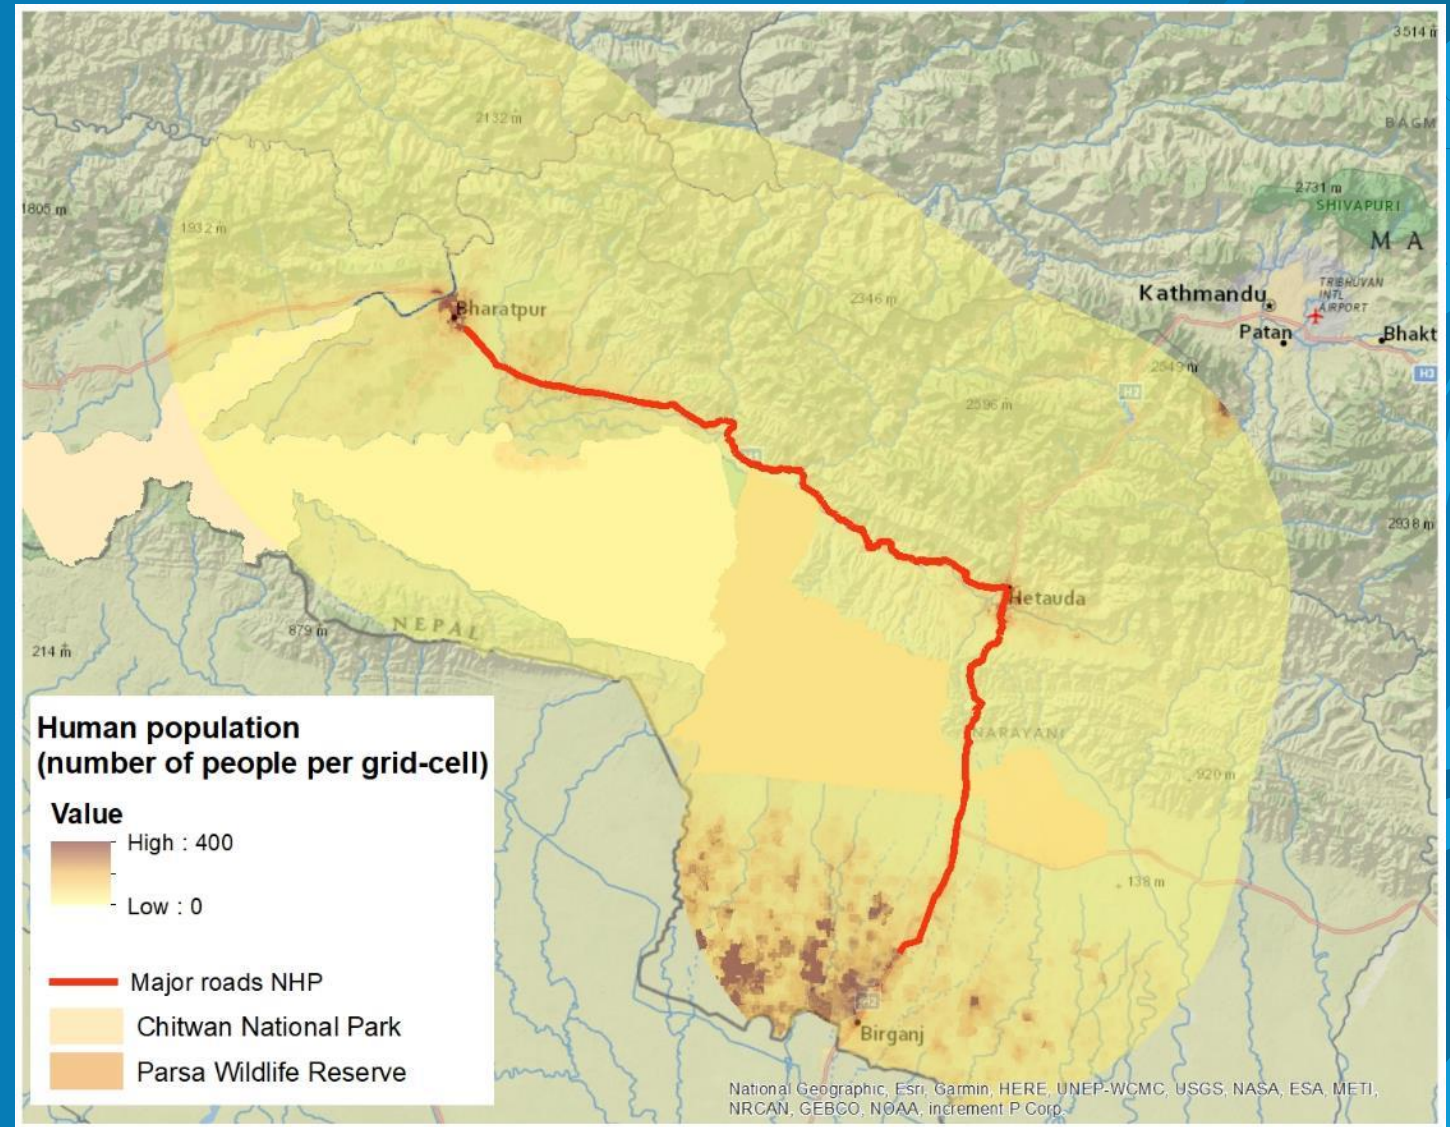 3514 m
BAGM
2132 m
2731 m
SHIVAPURI
1805 m
1932 m
M A
TRIBHUVAN
INTL
AIRPORT
Kathmandu
2346 m
Bharatpur
Patan
Bhakt
2549 m
H3
H2
2596 m
2938 m
Hetauda
NEPAL
879 m
214 m
NARAYANI
920 m
138 m
H2
Birganj
Human population
(number of people per grid-cell)
Value
High : 400
Low : 0
Major roads NHP
Chitwan National Park
Parsa Wildlife Reserve
National Geographic, Esri, Garmin, HERE, UNEP-WCMC, USGS, NASA, ESA, METI,
NRCAN, GEBCO, NOAA, increment P Corp.